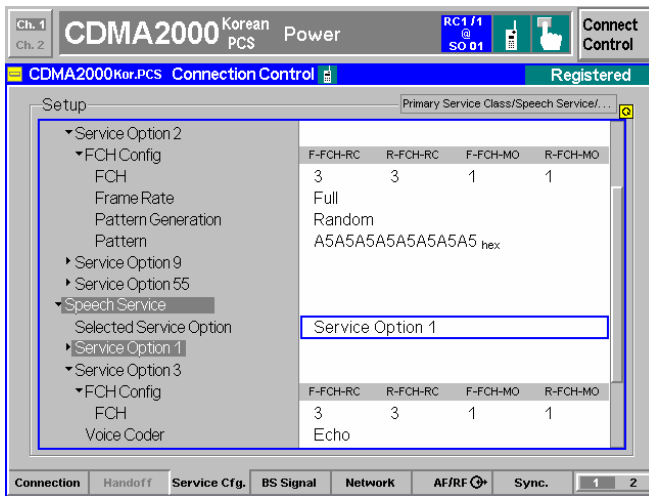 Ch. 1
Ch. 2
CDMA2000 Korean PCS Power
RC1/1
@
SO 01
Connect
Control
CDMA2000Kor.PCS Connection Control Registered
Setup Primary Service Class/Speech Service/. . .
Service Option 2
FCH Config F-FCH-RC R-FCH-RC F-FCH-MO R-FCH-MO
FCH 3 3 1 1
Frame Rate Full
Pattern Generation Random
Pattern A5A5A5A5A5A5A5A5 hex
Service Option 9
Service Option 55
Speech Service
Selected Service Option Service Option 1
Service Option 1
Service Option 3
FCH Config F-FCH-RC R-FCH-RC F-FCH-MO R-FCH-MO
FCH 3 3 1 1
Voice Coder Echo
Connection Handoff Service Cfg. BS Signal Network AF/RF Sync. 1 2